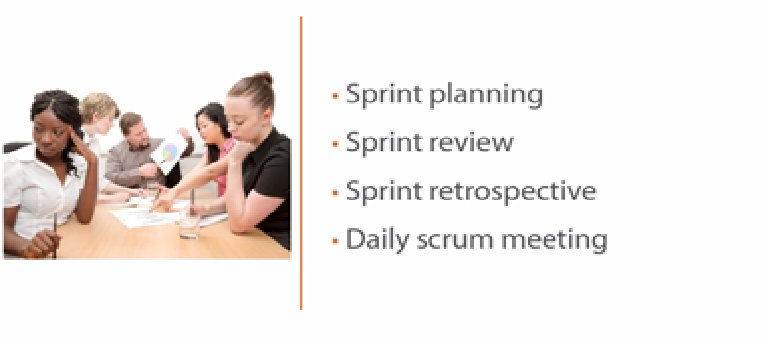 • Sprint planning
• Sprint review
• Sprint retrospective
• Daily scrum meeting